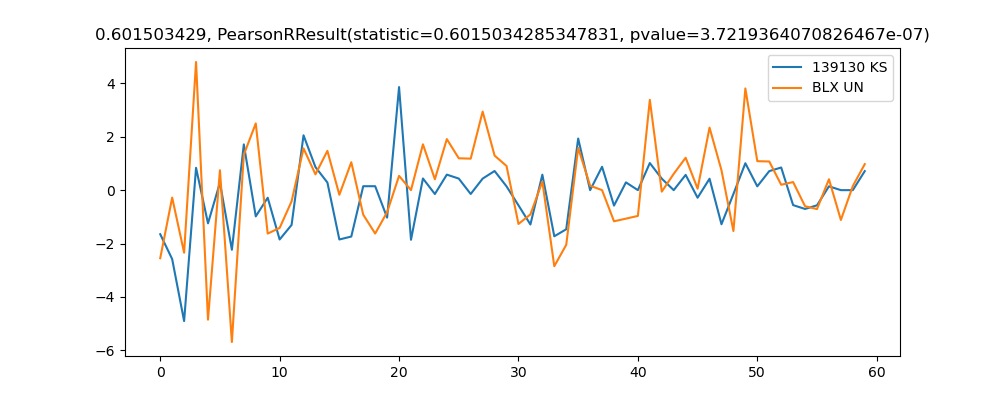 0.601503429, PearsonRResult(statistic=0.6015034285347831, pvalue=3.7219364070826467e-07)
139130 KS
BLX UN
4
2
0
−2
−4
−6
0 10 20 30 40 50 60